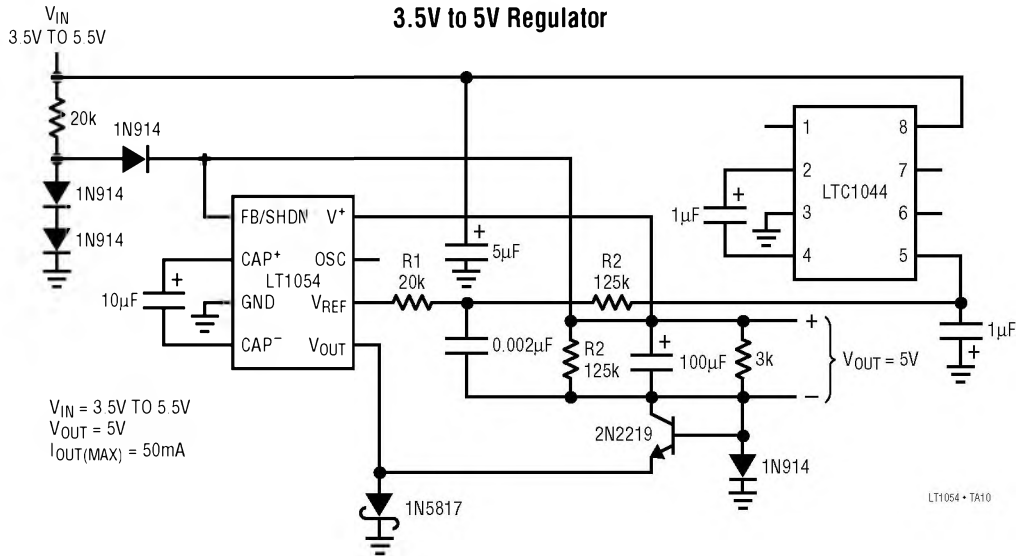 3.5V to 5V Regulator
VIN
3.5V TO 5.5V
20k
1N914
1N914
1N914
FB/SHDN V+
CAP+ OSC
LT1054
GND VREF
CAP− VOUT
10µF
+
R1
20k
+
5µF
R2
125k
0.002µF
R2
125k
+
100µF
3k
+
VOUT = 5V
−
1 8
2 7
LTC1044
3 6
4 5
+
1µF
1µF
+
2N2219
1N914
1N5817
VIN = 3.5V TO 5.5V
VOUT = 5V
IOUT(MAX) = 50mA
LT1054 • TA10